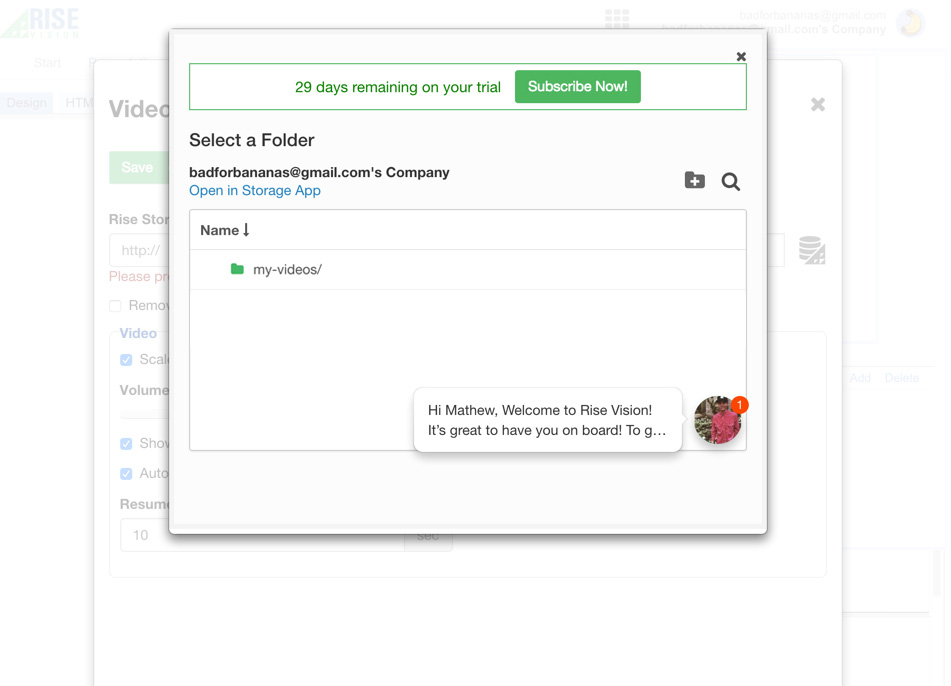 RISE
VISION
badforbananas@gmail.com
badforbananas@gmail.com's Company
Start
Design
HTM
Video
Save
Rise Stor
http://
Please pr
Remov
Video
Scale
Volume
Show
Auto
Resume
10
sec
Add
Delete
29 days remaining on your trial
Subscribe Now!
Select a Folder
badforbananas@gmail.com's Company
Open in Storage App
Name
my-videos/
Hi Mathew, Welcome to Rise Vision!
It's great to have you on board! To g…
1